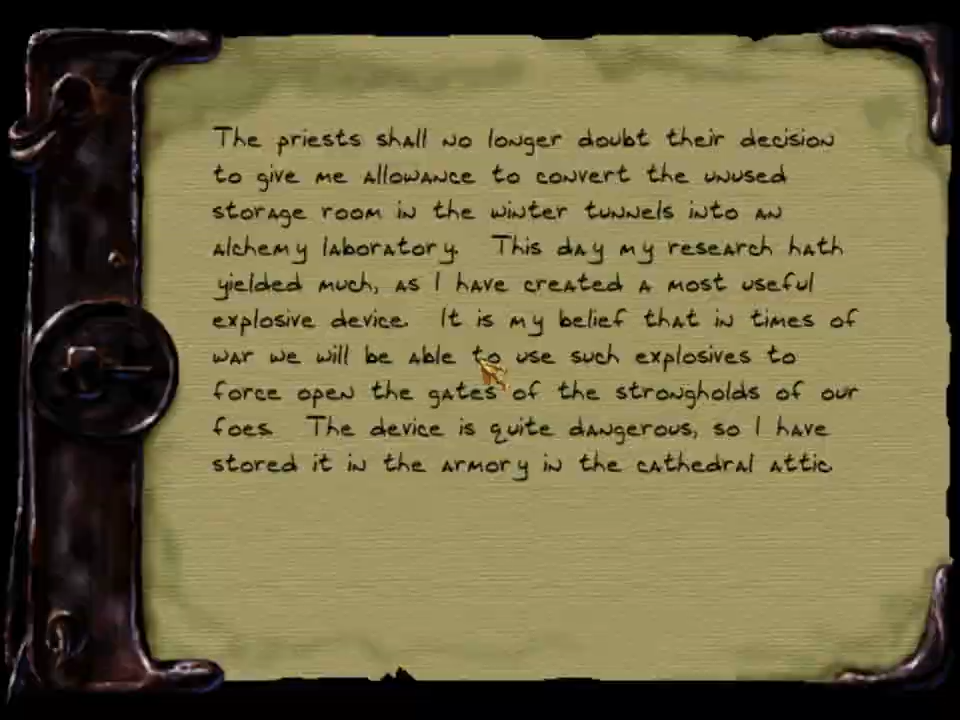 The priests shall no longer doubt their decision
to give me allowance to convert the unused
storage room in the winter tunnels into an
alchemy laboratory. This day my research hath
yielded much, as I have created a most useful
explosive device. It is my belief that in times of
war we will be able to use such explosives to
force open the gates of the strongholds of our
foes. The device is quite dangerous, so I have
stored it in the armory in the cathedral attic.